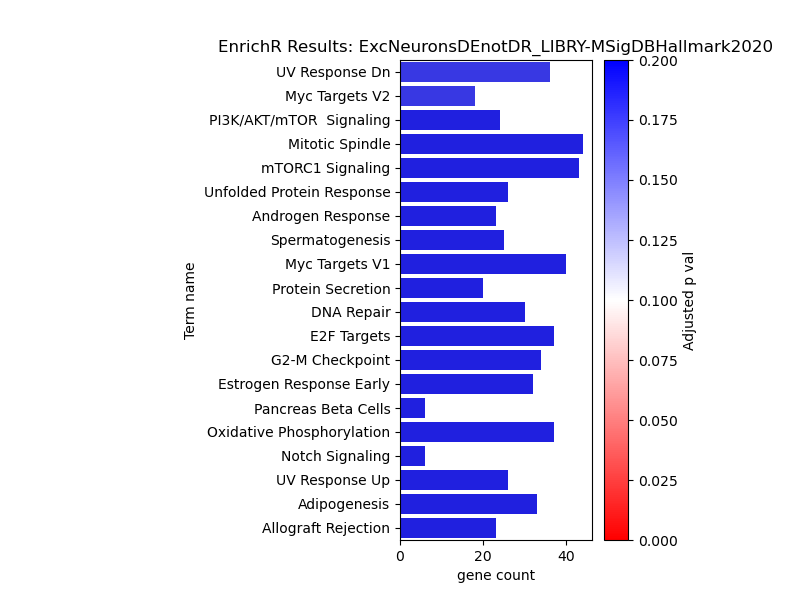 EnrichR Results: ExcNeuronsDEnotDR_LIBRY-MSigDBHallmark2020
UV Response Dn
Myc Targets V2
PI3K/AKT/mTOR  Signaling
Mitotic Spindle
mTORC1 Signaling
Unfolded Protein Response
Androgen Response
Spermatogenesis
Myc Targets V1
Protein Secretion
DNA Repair
E2F Targets
G2-M Checkpoint
Estrogen Response Early
Pancreas Beta Cells
Oxidative Phosphorylation
Notch Signaling
UV Response Up
Adipogenesis
Allograft Rejection
Term name
0 20 40
gene count
0.200
0.175
0.150
0.125
0.100
0.075
0.050
0.025
0.000
Adjusted p val